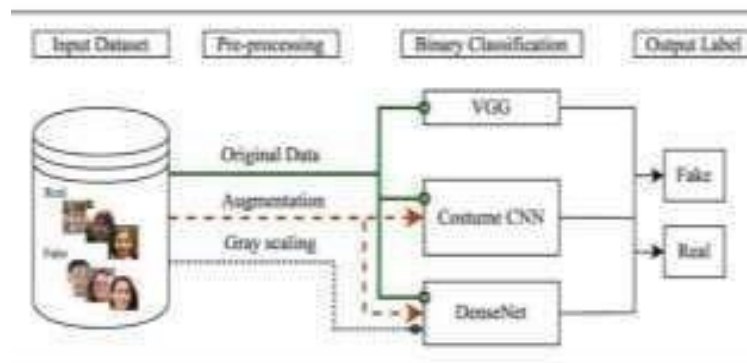 Input Dataset
Pre-processing
Binary Classification
Output Label
VGG
Original Data
Real
Augmentation
Costume CNN
Fake
Gray scaling
Fake
Real
DenseNet